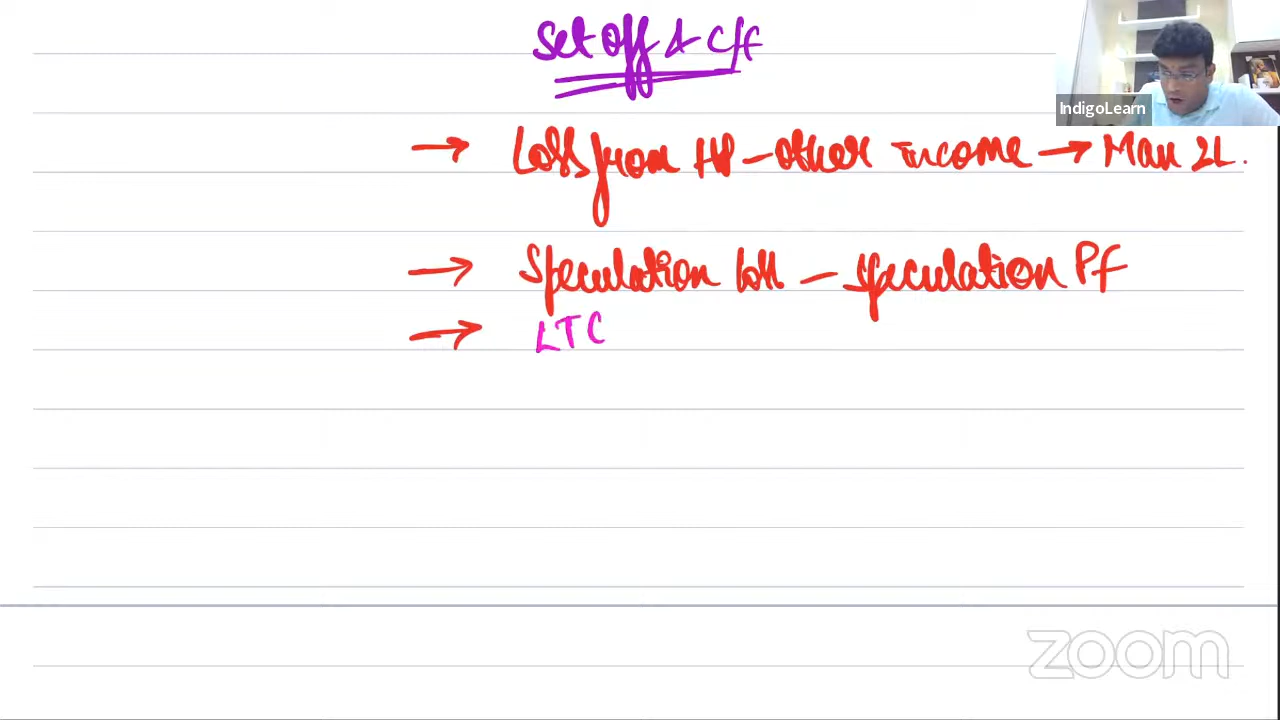 Set off & C/f
IndigoLearn
→ Loss from HP - other income → Max 2L.
→ Speculation loss - speculation Pf
→ LTC
zoom